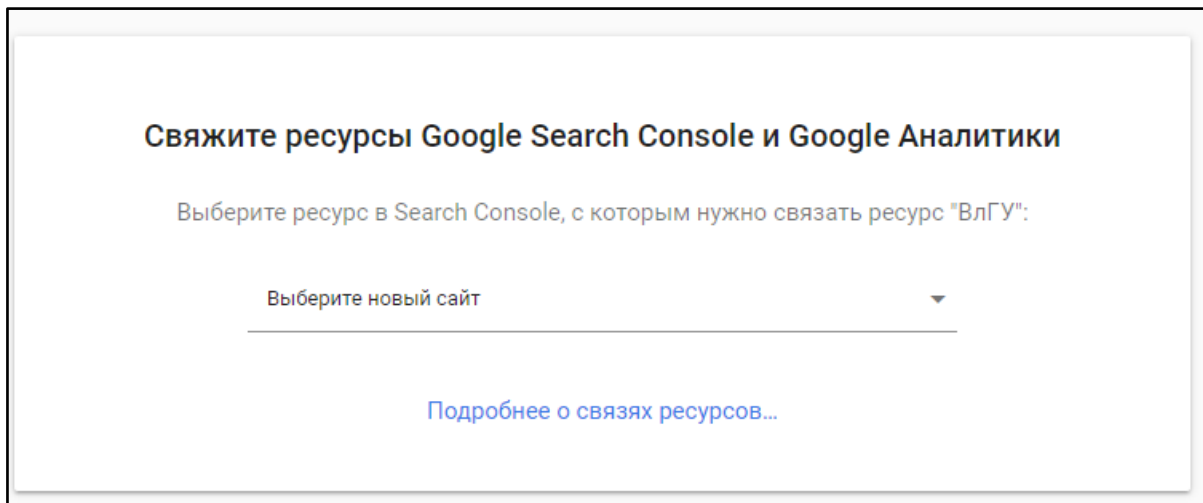 Свяжите ресурсы Google Search Console и Google Аналитики
Выберите ресурс в Search Console, с которым нужно связать ресурс "ВлГУ":
Выберите новый сайт
Подробнее о связях ресурсов…